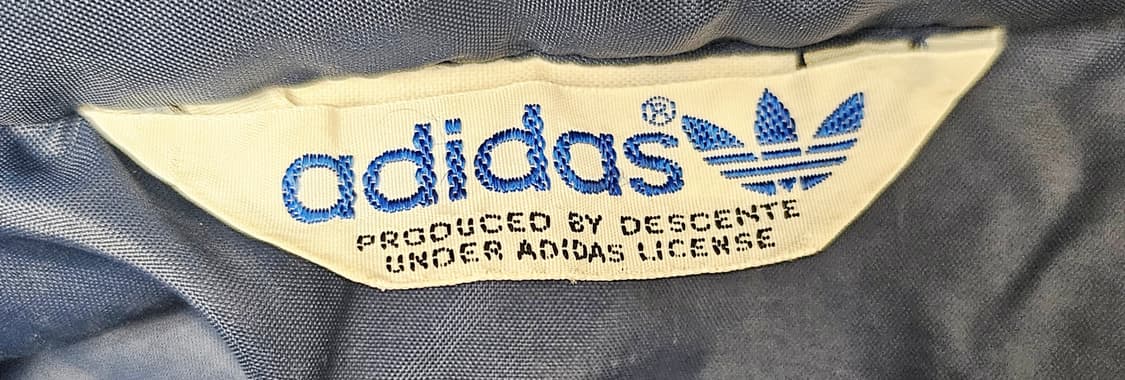 adidas®
PRODUCED BY DESCENTE
UNDER ADIDAS LICENSE